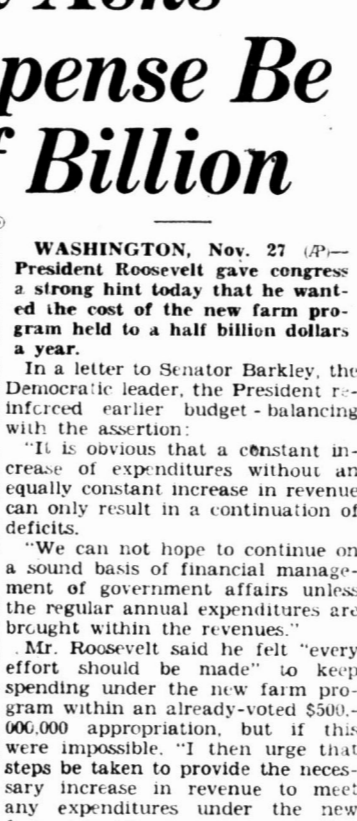 pense Be
f Billion
WASHINGTON, Nov. 27 (AP)—
President Roosevelt gave congress
a strong hint today that he want-
ed the cost of the new farm pro-
gram held to a half billion dollars
a year.
In a letter to Senator Barkley, the
Democratic leader, the President re-
inforced earlier budget - balancing
with the assertion:
"It is obvious that a constant in-
crease of expenditures without an
equally constant increase in revenue
can only result in a continuation of
deficits.
"We can not hope to continue on
a sound basis of financial manage-
ment of government affairs unless
the regular annual expenditures are
brought within the revenues."
Mr. Roosevelt said he felt "every
effort should be made" to keep
spending under the new farm pro-
gram within an already-voted $500,-
000,000 appropriation, but if this
were impossible, "I then urge that
steps be taken to provide the neces-
sary increase in revenue to meet
any expenditures under the new